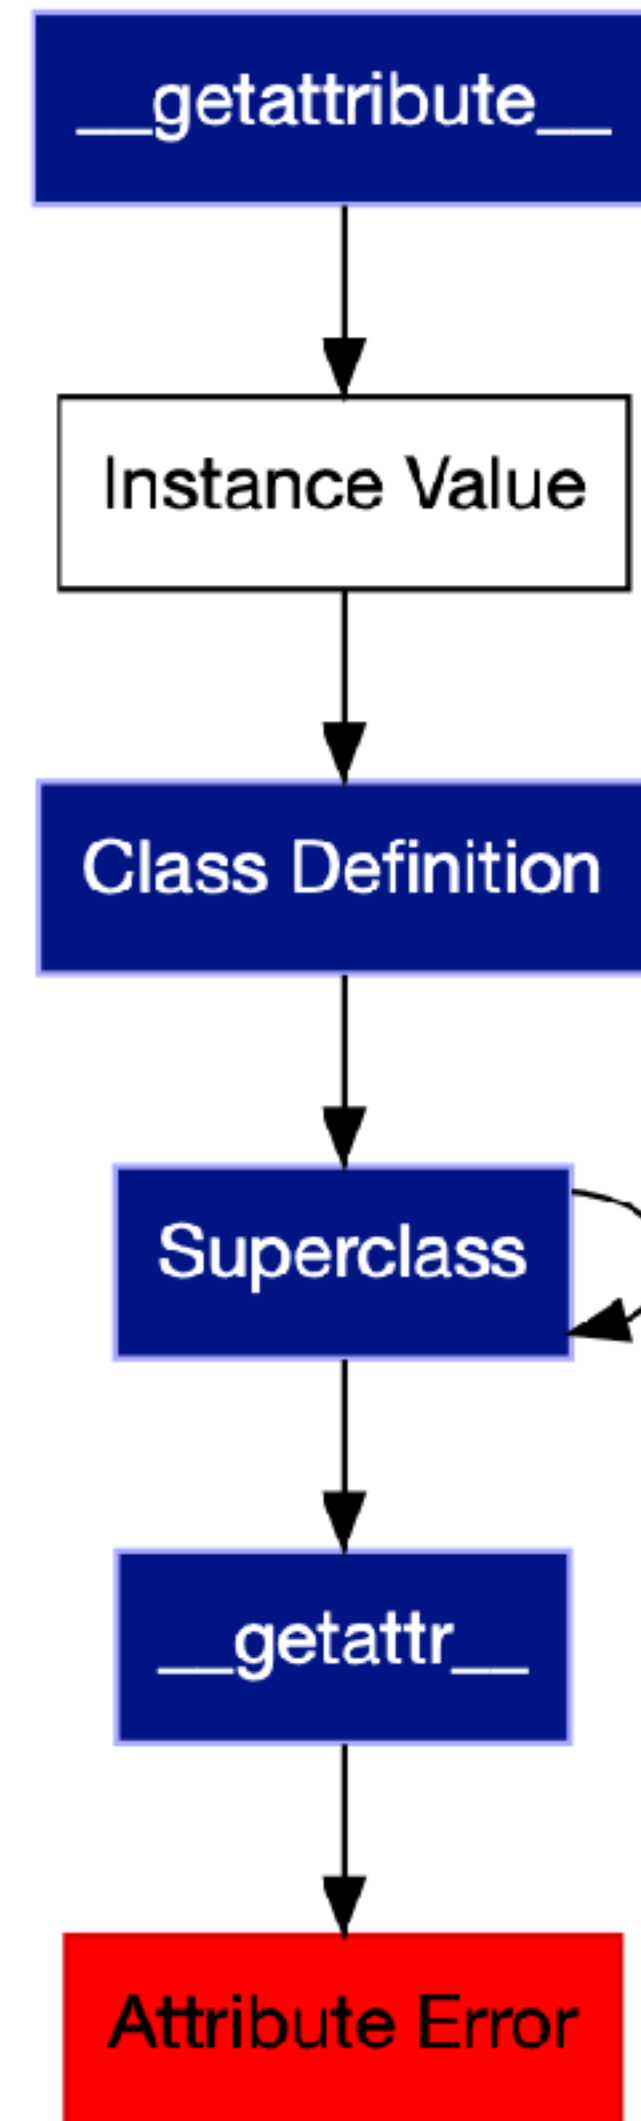 __getattribute__
Instance Value
Class Definition
Superclass
__getattr__
Attribute Error